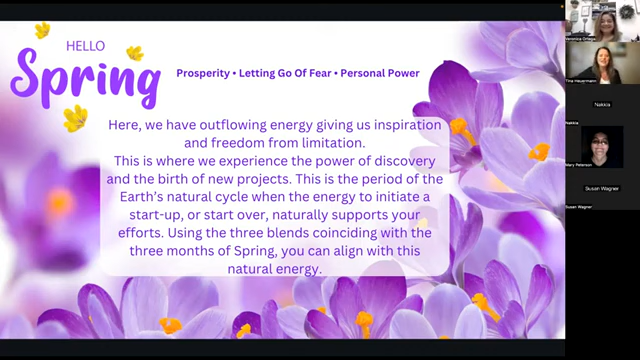 HELLO
Spring
Prosperity • Letting Go Of Fear • Personal Power
Here, we have outflowing energy giving us inspiration
and freedom from limitation.
This is where we experience the power of discovery
and the birth of new projects. This is the period of the
Earth's natural cycle when the energy to initiate a
start-up, or start over, naturally supports your
efforts. Using the three blends coinciding with the
three months of Spring, you can align with this
natural energy.
Veronica Ortega
Tina Heuermann
Nakkia
Nakkia
Mary Peterson
Susan Wagner
Susan Wagner